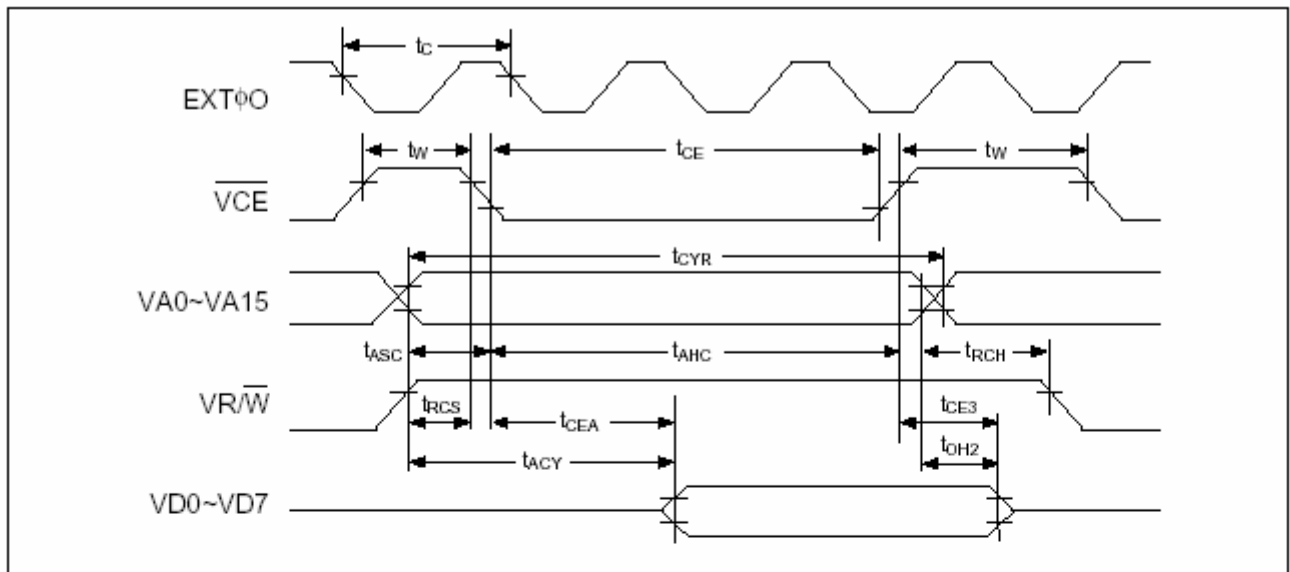 tC
EXTϕO
tW
tCE
tW
V̅C̅E̅
tCYR
VA0~VA15
tASC
tAHC
tRCH
VR/W̅
tRCS
tCEA
tCE3
tACY
tOH2
VD0~VD7